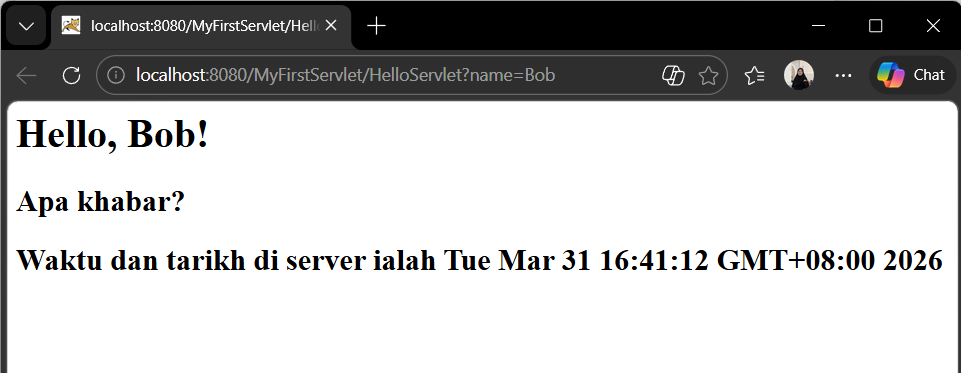 localhost:8080/MyFirstServlet/Hello
localhost:8080/MyFirstServlet/HelloServlet?name=Bob
Chat
Hello, Bob!
Apa khabar?
Waktu dan tarikh di server ialah Tue Mar 31 16:41:12 GMT+08:00 2026